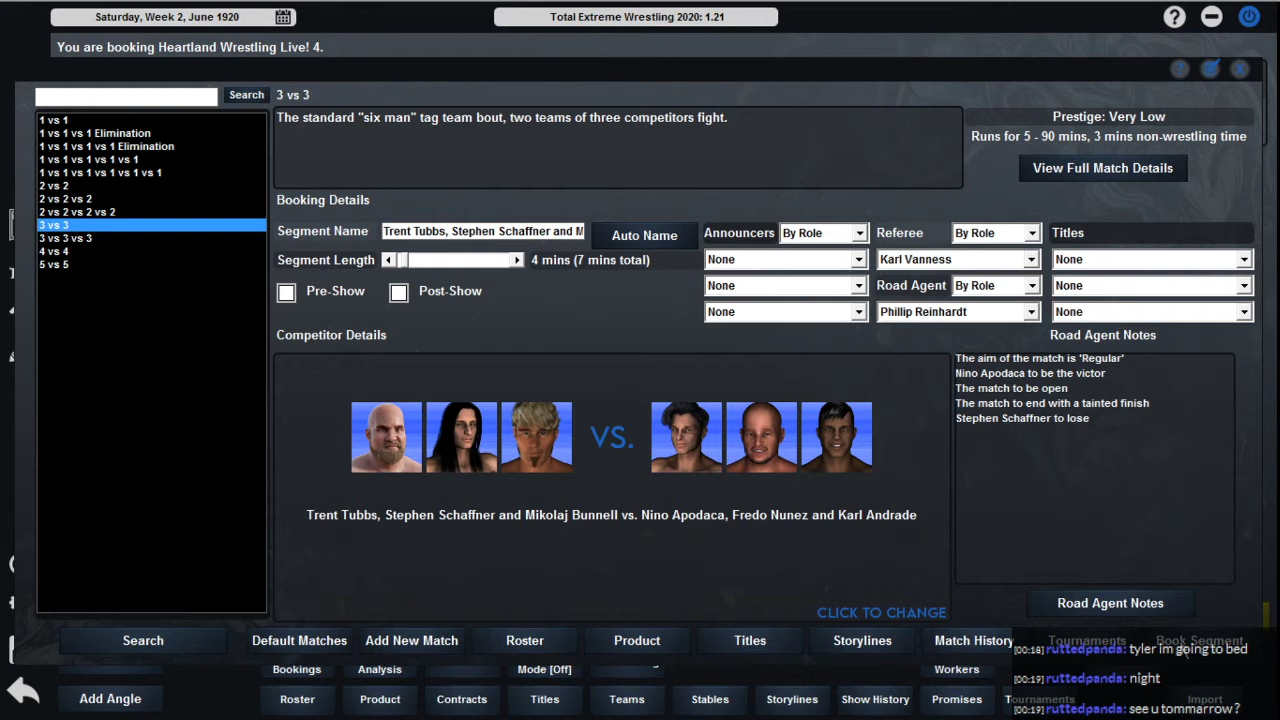 Saturday, Week 2, June 1920
Total Extreme Wrestling 2020: 1.21
You are booking Heartland Wrestling Live! 4.
Search
3 vs 3
1 vs 1
1 vs 1 vs 1 Elimination
1 vs 1 vs 1 vs 1 Elimination
1 vs 1 vs 1 vs 1 vs 1
1 vs 1 vs 1 vs 1 vs 1 vs 1
2 vs 2
2 vs 2 vs 2
2 vs 2 vs 2 vs 2
3 vs 3
3 vs 3 vs 3
4 vs 4
5 vs 5
The standard "six man" tag team bout, two teams of three competitors fight.
Prestige: Very Low
Runs for 5 - 90 mins, 3 mins non-wrestling time
View Full Match Details
Booking Details
Segment Name
Trent Tubbs, Stephen Schaffner and M
Auto Name
Segment Length
4 mins (7 mins total)
Pre-Show
Post-Show
Announcers
By Role
None
None
None
Referee
By Role
Karl Vanness
Road Agent
By Role
Phillip Reinhardt
Titles
None
None
None
Competitor Details
VS.
Trent Tubbs, Stephen Schaffner and Mikolaj Bunnell vs. Nino Apodaca, Fredo Nunez and Karl Andrade
CLICK TO CHANGE
Road Agent Notes
The aim of the match is 'Regular'
Nino Apodaca to be the victor
The match to be open
The match to end with a tainted finish
Stephen Schaffner to lose
Road Agent Notes
Search
Default Matches
Add New Match
Roster
Product
Titles
Storylines
Match History
Tournaments
Book Segment
Bookings
Analysis
Mode [Off]
Workers
Add Angle
Roster
Product
Contracts
Titles
Teams
Stables
Storylines
Show History
Promises
Tournaments
Import
[00:18] ruttedpanda: tyler im going to bed
[00:19] ruttedpanda: night
[00:19] ruttedpanda: see u tommarrow?